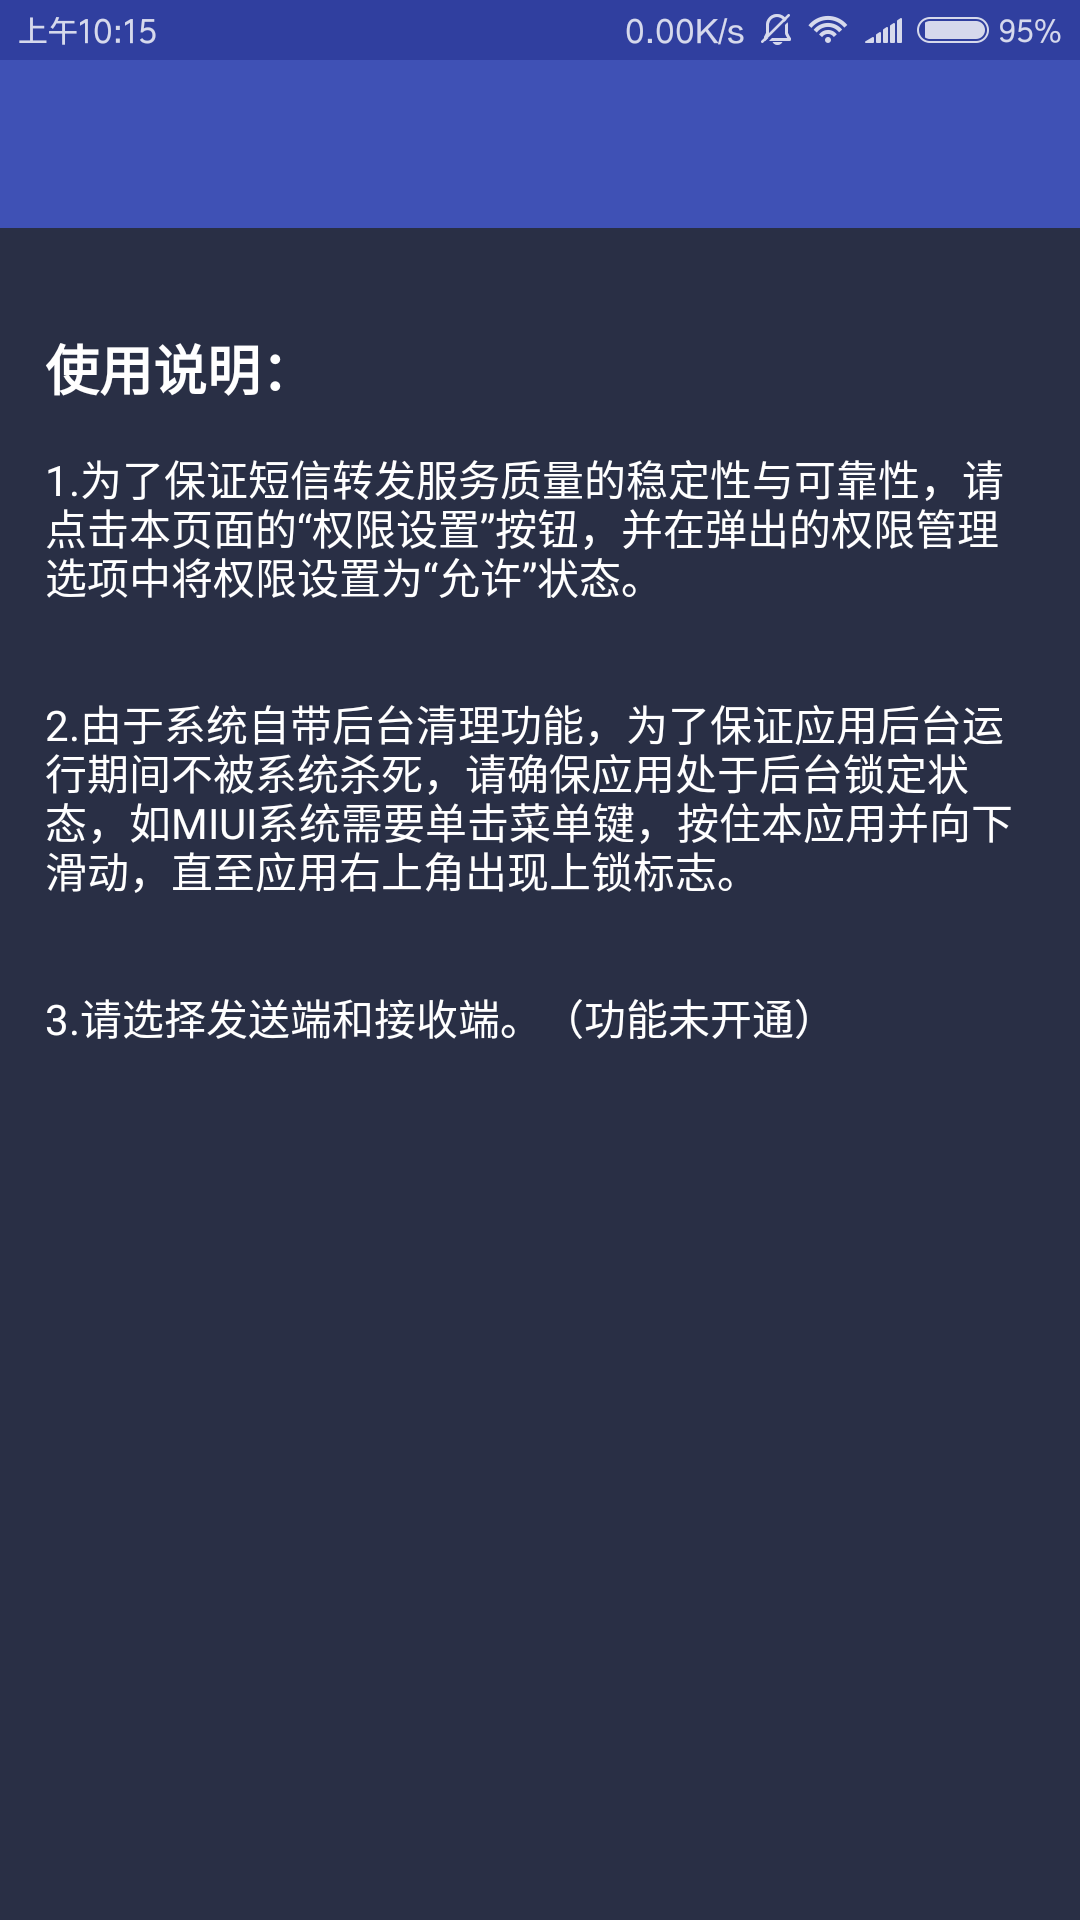 上午10:15 0.00K/s 95%
使用说明：
1.为了保证短信转发服务质量的稳定性与可靠性，请
点击本页面的“权限设置”按钮，并在弹出的权限管理
选项中将权限设置为“允许”状态。
2.由于系统自带后台清理功能，为了保证应用后台运
行期间不被系统杀死，请确保应用处于后台锁定状
态，如MIUI系统需要单击菜单键，按住本应用并向下
滑动，直至应用右上角出现上锁标志。
3.请选择发送端和接收端。（功能未开通）